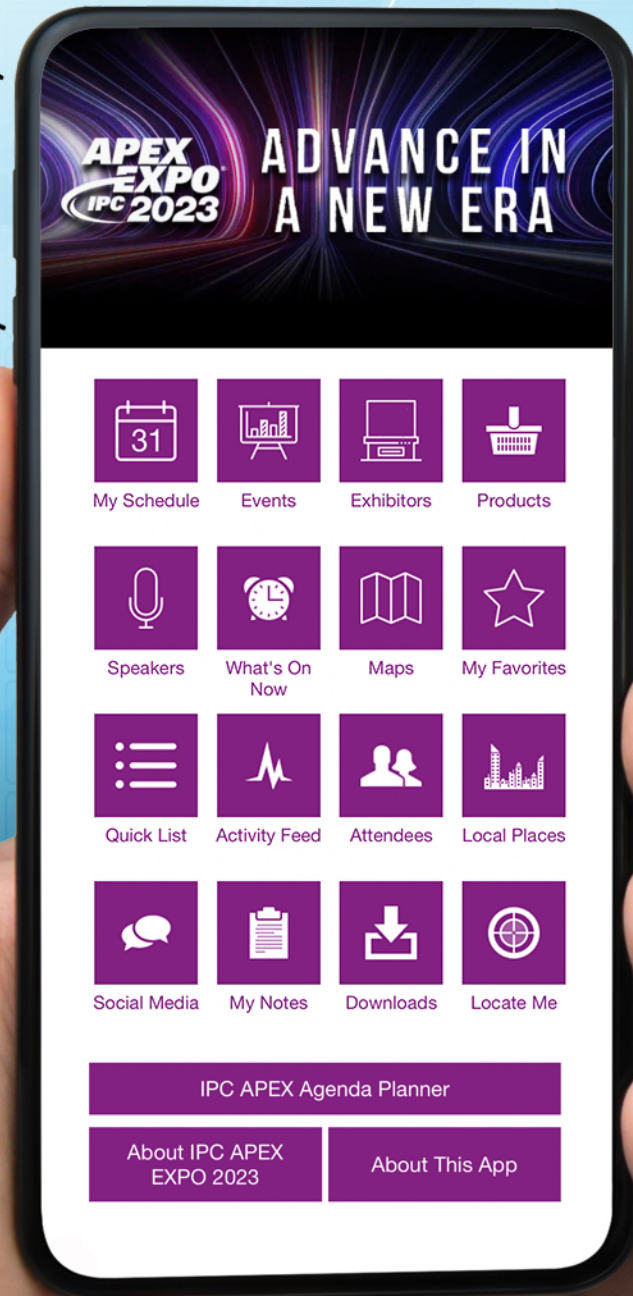 APEX
EXPO
IPC 2023
ADVANCE IN
A NEW ERA
31
My Schedule
Events
Exhibitors
Products
Speakers
What's On
Now
Maps
My Favorites
Quick List
Activity Feed
Attendees
Local Places
Social Media
My Notes
Downloads
Locate Me
IPC APEX Agenda Planner
About IPC APEX
EXPO 2023
About This App